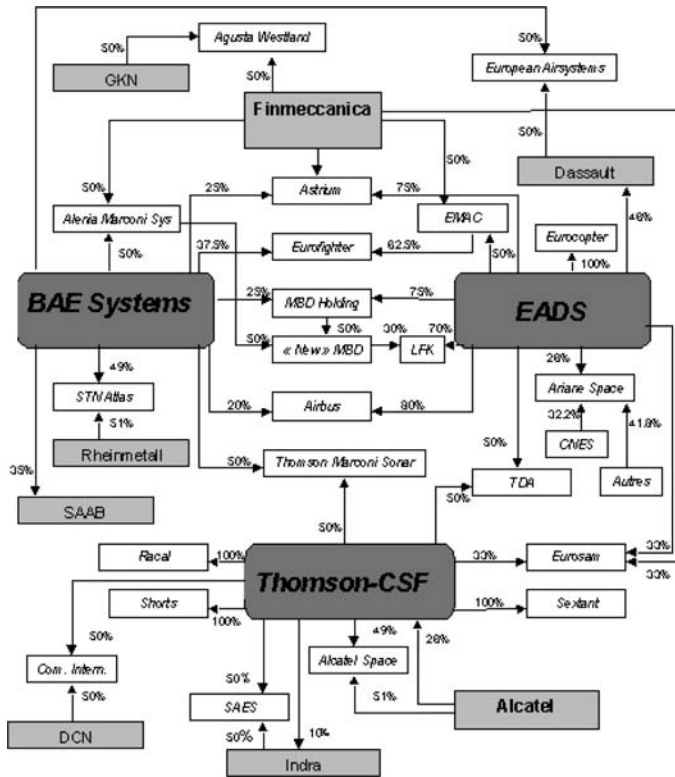 50%
Agusta Westland
50%
GKN
50%
European Airsystems
Finmeccanica
50%
50%
50%
Dassault
25%
Astrium
75%
46%
Alenia Marconi Sys
EMAC
Eurocopter
37.5%
Eurofighter
62.5%
50%
50%
100%
BAE Systems
25%
MBD Holding
75%
EADS
50%
50%
30%
70%
« New » MBD
LFK
49%
26%
STN Atlas
Ariane Space
20%
Airbus
80%
51%
32.2%
41.8%
Rheinmetall
CNES
50%
35%
50%
Thomson Marconi Sonar
TDA
Autres
50%
SAAB
50%
Racal
100%
33%
Eurosam
33%
33%
Thomson-CSF
Shorts
100%
100%
Sextant
50%
49%
26%
Com. Intern.
Alcatel Space
50%
50%
51%
SAES
Alcatel
DCN
50%
10%
Indra